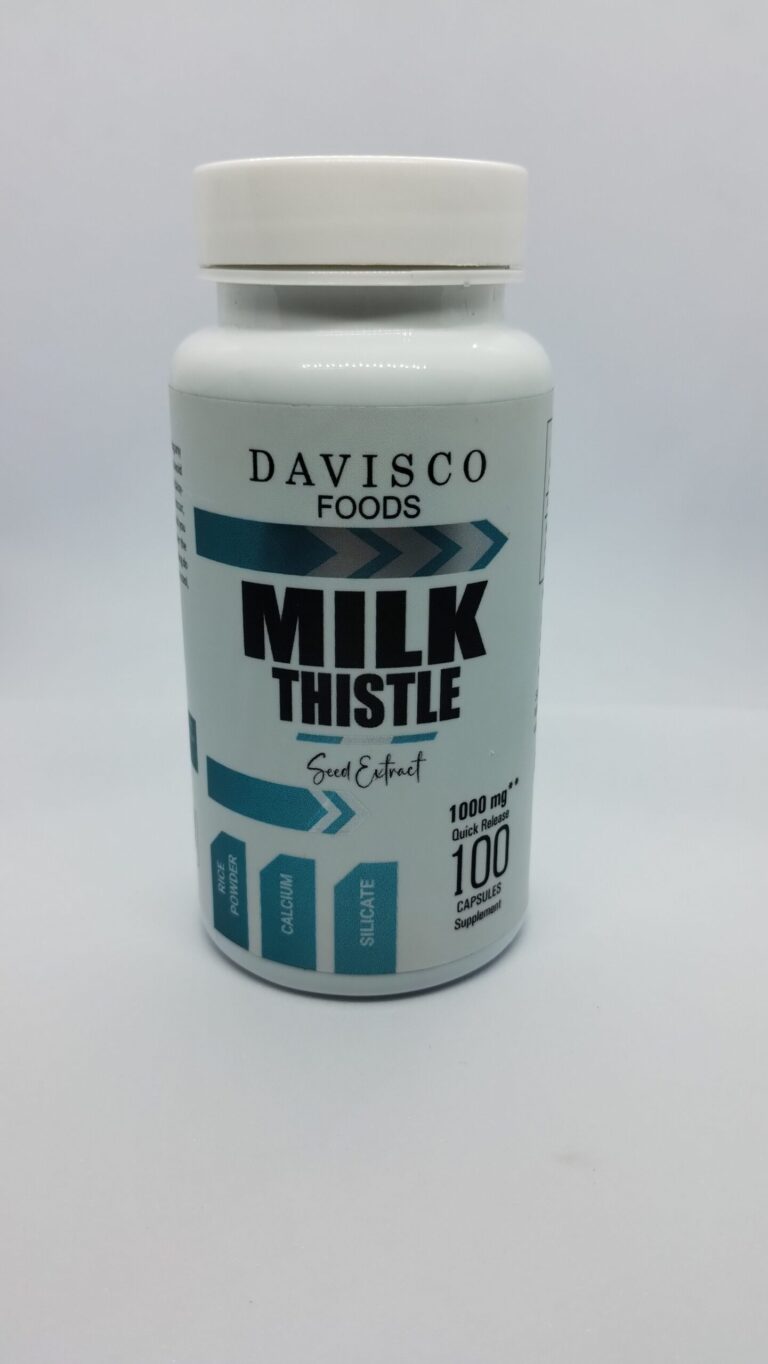 DAVISCO
FOODS
MILK
THISTLE
Seed Extract
1000 mg**
Quick Release
100
CAPSULES
Supplement
RICE
POWDER
CALCIUM
SILICATE